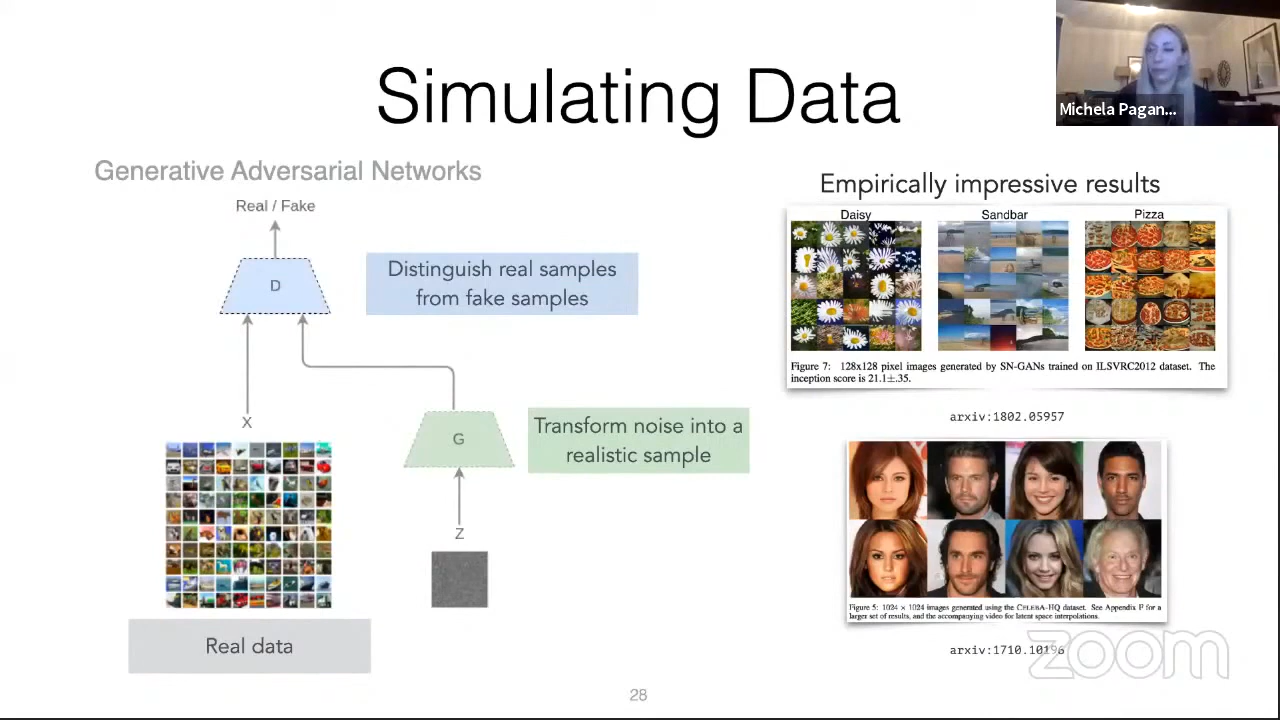 Simulating Data
Michela Pagan...
Generative Adversarial Networks
Real / Fake
D
Distinguish real samples
from fake samples
X
G
Transform noise into a
realistic sample
Z
Real data
Empirically impressive results
Daisy
Sandbar
Pizza
Figure 7: 128x128 pixel images generated by SN-GANs trained on ILSVRC2012 dataset. The
inception score is 21.1±.35.
arxiv:1802.05957
Figure 5: 1024 × 1024 images generated using the CELEBA-HQ dataset. See Appendix F for a
larger set of results, and the accompanying video for latent space interpolations.
arxiv:1710.10196
zoom
28